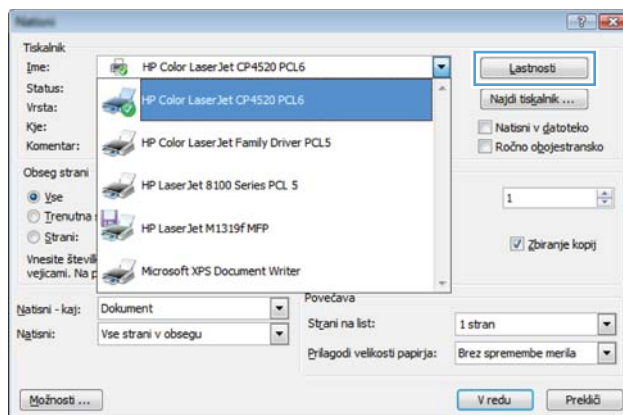 Natisni
Tiskalnik
Ime: HP Color LaserJet CP4520 PCL6 Lastnosti
Status: HP Color LaserJet CP4520 PCL6 Najdi tiskalnik ...
Vrsta:
Kje: HP Color LaserJet Family Driver PCL5 Natisni v datoteko
Komentar: Ročno obojestransko
Obseg strani HP LaserJet 8100 Series PCL 5
Vse 1
Trenutna
HP LaserJet M1319f MFP
Strani: Zbiranje kopij
Vnesite števil
vejicami. Na p Microsoft XPS Document Writer
Natisni - kaj: Dokument Povečava
Natisni: Vse strani v obsegu Strani na list: 1 stran
Prilagodi velikosti papirja: Brez spremembe merila
Možnosti ... V redu Prekliči